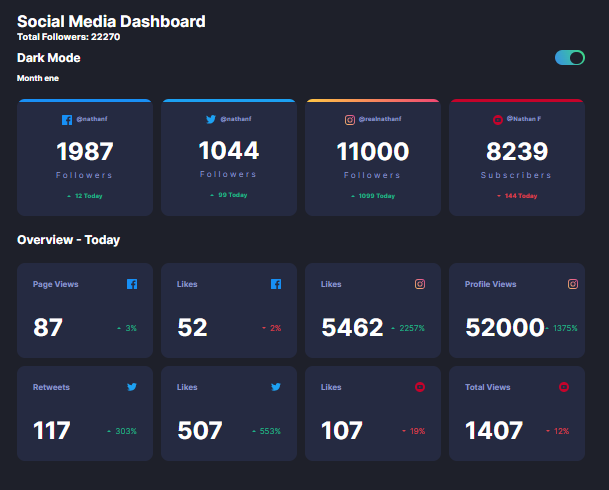 Social Media Dashboard
Total Followers: 22270
Dark Mode
Month ene
@nathanf
1987
Followers
12 Today
@nathanf
1044
Followers
99 Today
@realnathanf
11000
Followers
1099 Today
@Nathan F
8239
Subscribers
144 Today
Overview - Today
Page Views
87
3%
Likes
52
2%
Likes
5462
2257%
Profile Views
52000
1375%
Retweets
117
303%
Likes
507
553%
Likes
107
19%
Total Views
1407
12%